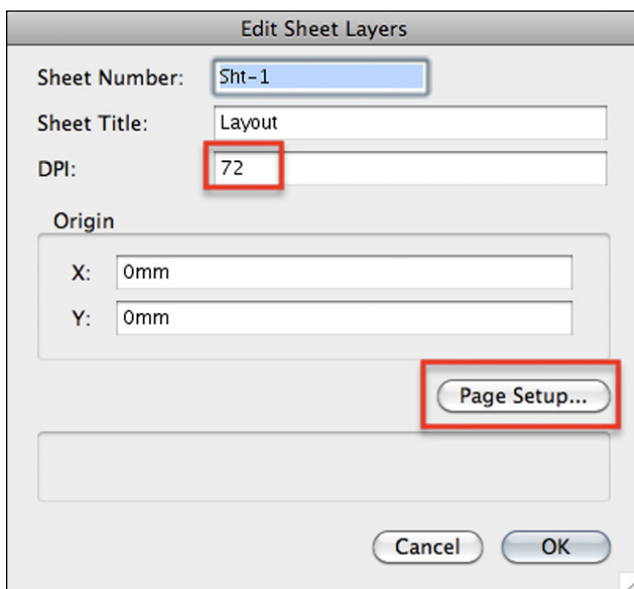 Edit Sheet Layers
Sheet Number: Sht-1
Sheet Title: Layout
DPI: 72
Origin
X: 0mm
Y: 0mm
Page Setup...
Cancel OK